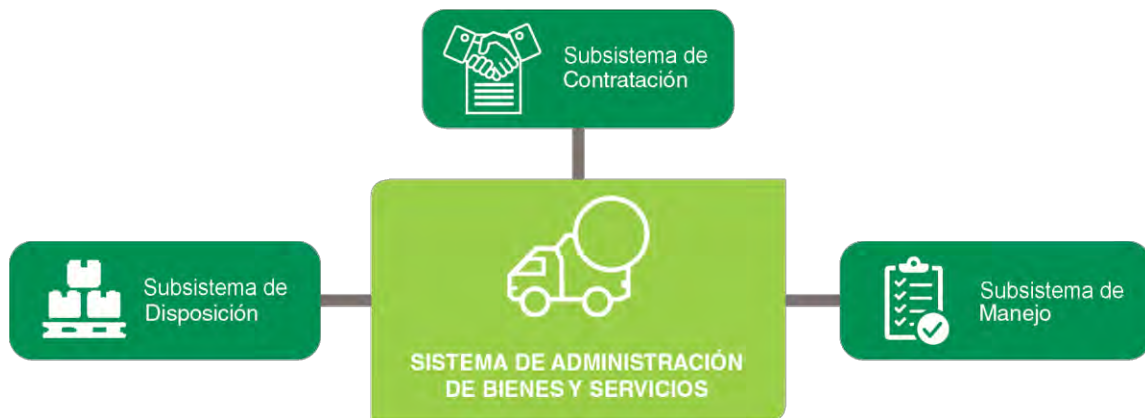 Subsistema de
Contratación
Subsistema de
Disposición
SISTEMA DE ADMINISTRACIÓN
DE BIENES Y SERVICIOS
Subsistema de
Manejo